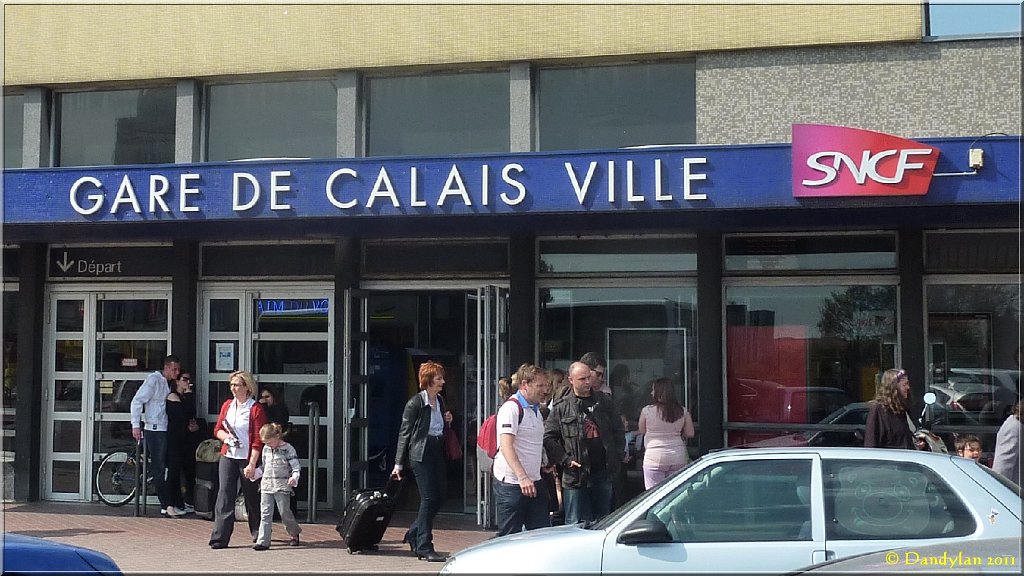 GARE DE CALAIS VILLE
SNCF
Départ
© Dandylan 2011